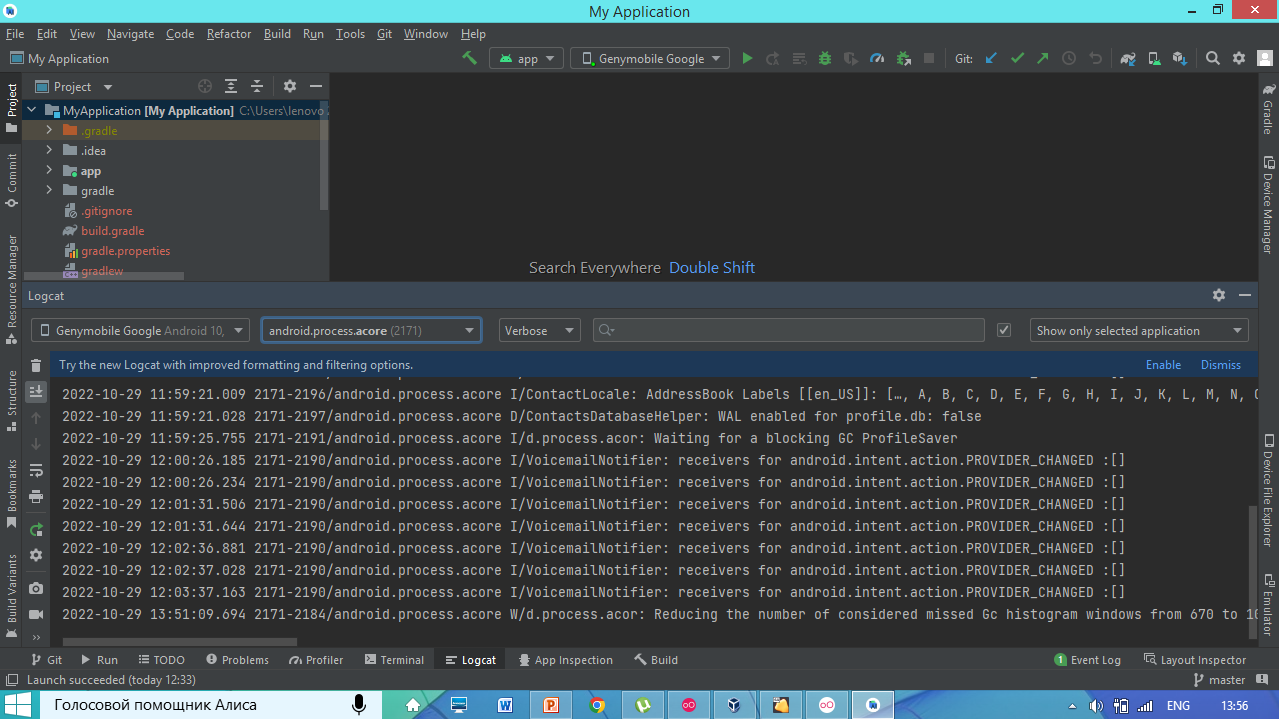 My Application
File Edit View Navigate Code Refactor Build Run Tools Git Window Help
My Application
app
Genymobile Google
Git:
Project
MyApplication [My Application] C:\Users\lenovo
.gradle
.idea
app
gradle
.gitignore
build.gradle
gradle.properties
gradlew
Project
Commit
Resource Manager
Structure
Bookmarks
Build Variants
Gradle
Device Manager
Device File Explorer
Emulator
Search Everywhere Double Shift
Logcat
Genymobile Google Android 10, android.process.acore (2171) Verbose Show only selected application
Try the new Logcat with improved formatting and filtering options. Enable Dismiss
2022-10-29 11:59:21.009 2171-2196/android.process.acore I/ContactLocale: AddressBook Labels [[en_US]]: […, A, B, C, D, E, F, G, H, I, J, K, L, M, N,
2022-10-29 11:59:21.028 2171-2197/android.process.acore D/ContactsDatabaseHelper: WAL enabled for profile.db: false
2022-10-29 11:59:25.755 2171-2191/android.process.acore I/d.process.acor: Waiting for a blocking GC ProfileSaver
2022-10-29 12:00:26.185 2171-2190/android.process.acore I/VoicemailNotifier: receivers for android.intent.action.PROVIDER_CHANGED :[]
2022-10-29 12:00:26.234 2171-2190/android.process.acore I/VoicemailNotifier: receivers for android.intent.action.PROVIDER_CHANGED :[]
2022-10-29 12:01:31.506 2171-2190/android.process.acore I/VoicemailNotifier: receivers for android.intent.action.PROVIDER_CHANGED :[]
2022-10-29 12:01:31.644 2171-2190/android.process.acore I/VoicemailNotifier: receivers for android.intent.action.PROVIDER_CHANGED :[]
2022-10-29 12:02:36.881 2171-2190/android.process.acore I/VoicemailNotifier: receivers for android.intent.action.PROVIDER_CHANGED :[]
2022-10-29 12:02:37.028 2171-2190/android.process.acore I/VoicemailNotifier: receivers for android.intent.action.PROVIDER_CHANGED :[]
2022-10-29 12:03:37.163 2171-2190/android.process.acore I/VoicemailNotifier: receivers for android.intent.action.PROVIDER_CHANGED :[]
2022-10-29 13:51:09.694 2171-2184/android.process.acore W/d.process.acor: Reducing the number of considered missed Gc histogram windows from 670 to
Git Run TODO Problems Profiler Terminal Logcat App Inspection Build 1 Event Log Layout Inspector
Launch succeeded (today 12:33) master
Голосовой помощник Алиса
ENG 13:56